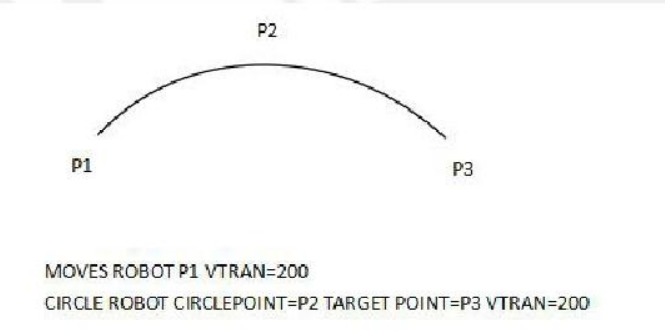 P2
P1
P3
MOVES ROBOT P1 VTRAN=200
CIRCLE ROBOT CIRCLEPOINT=P2 TARGET POINT=P3 VTRAN=200